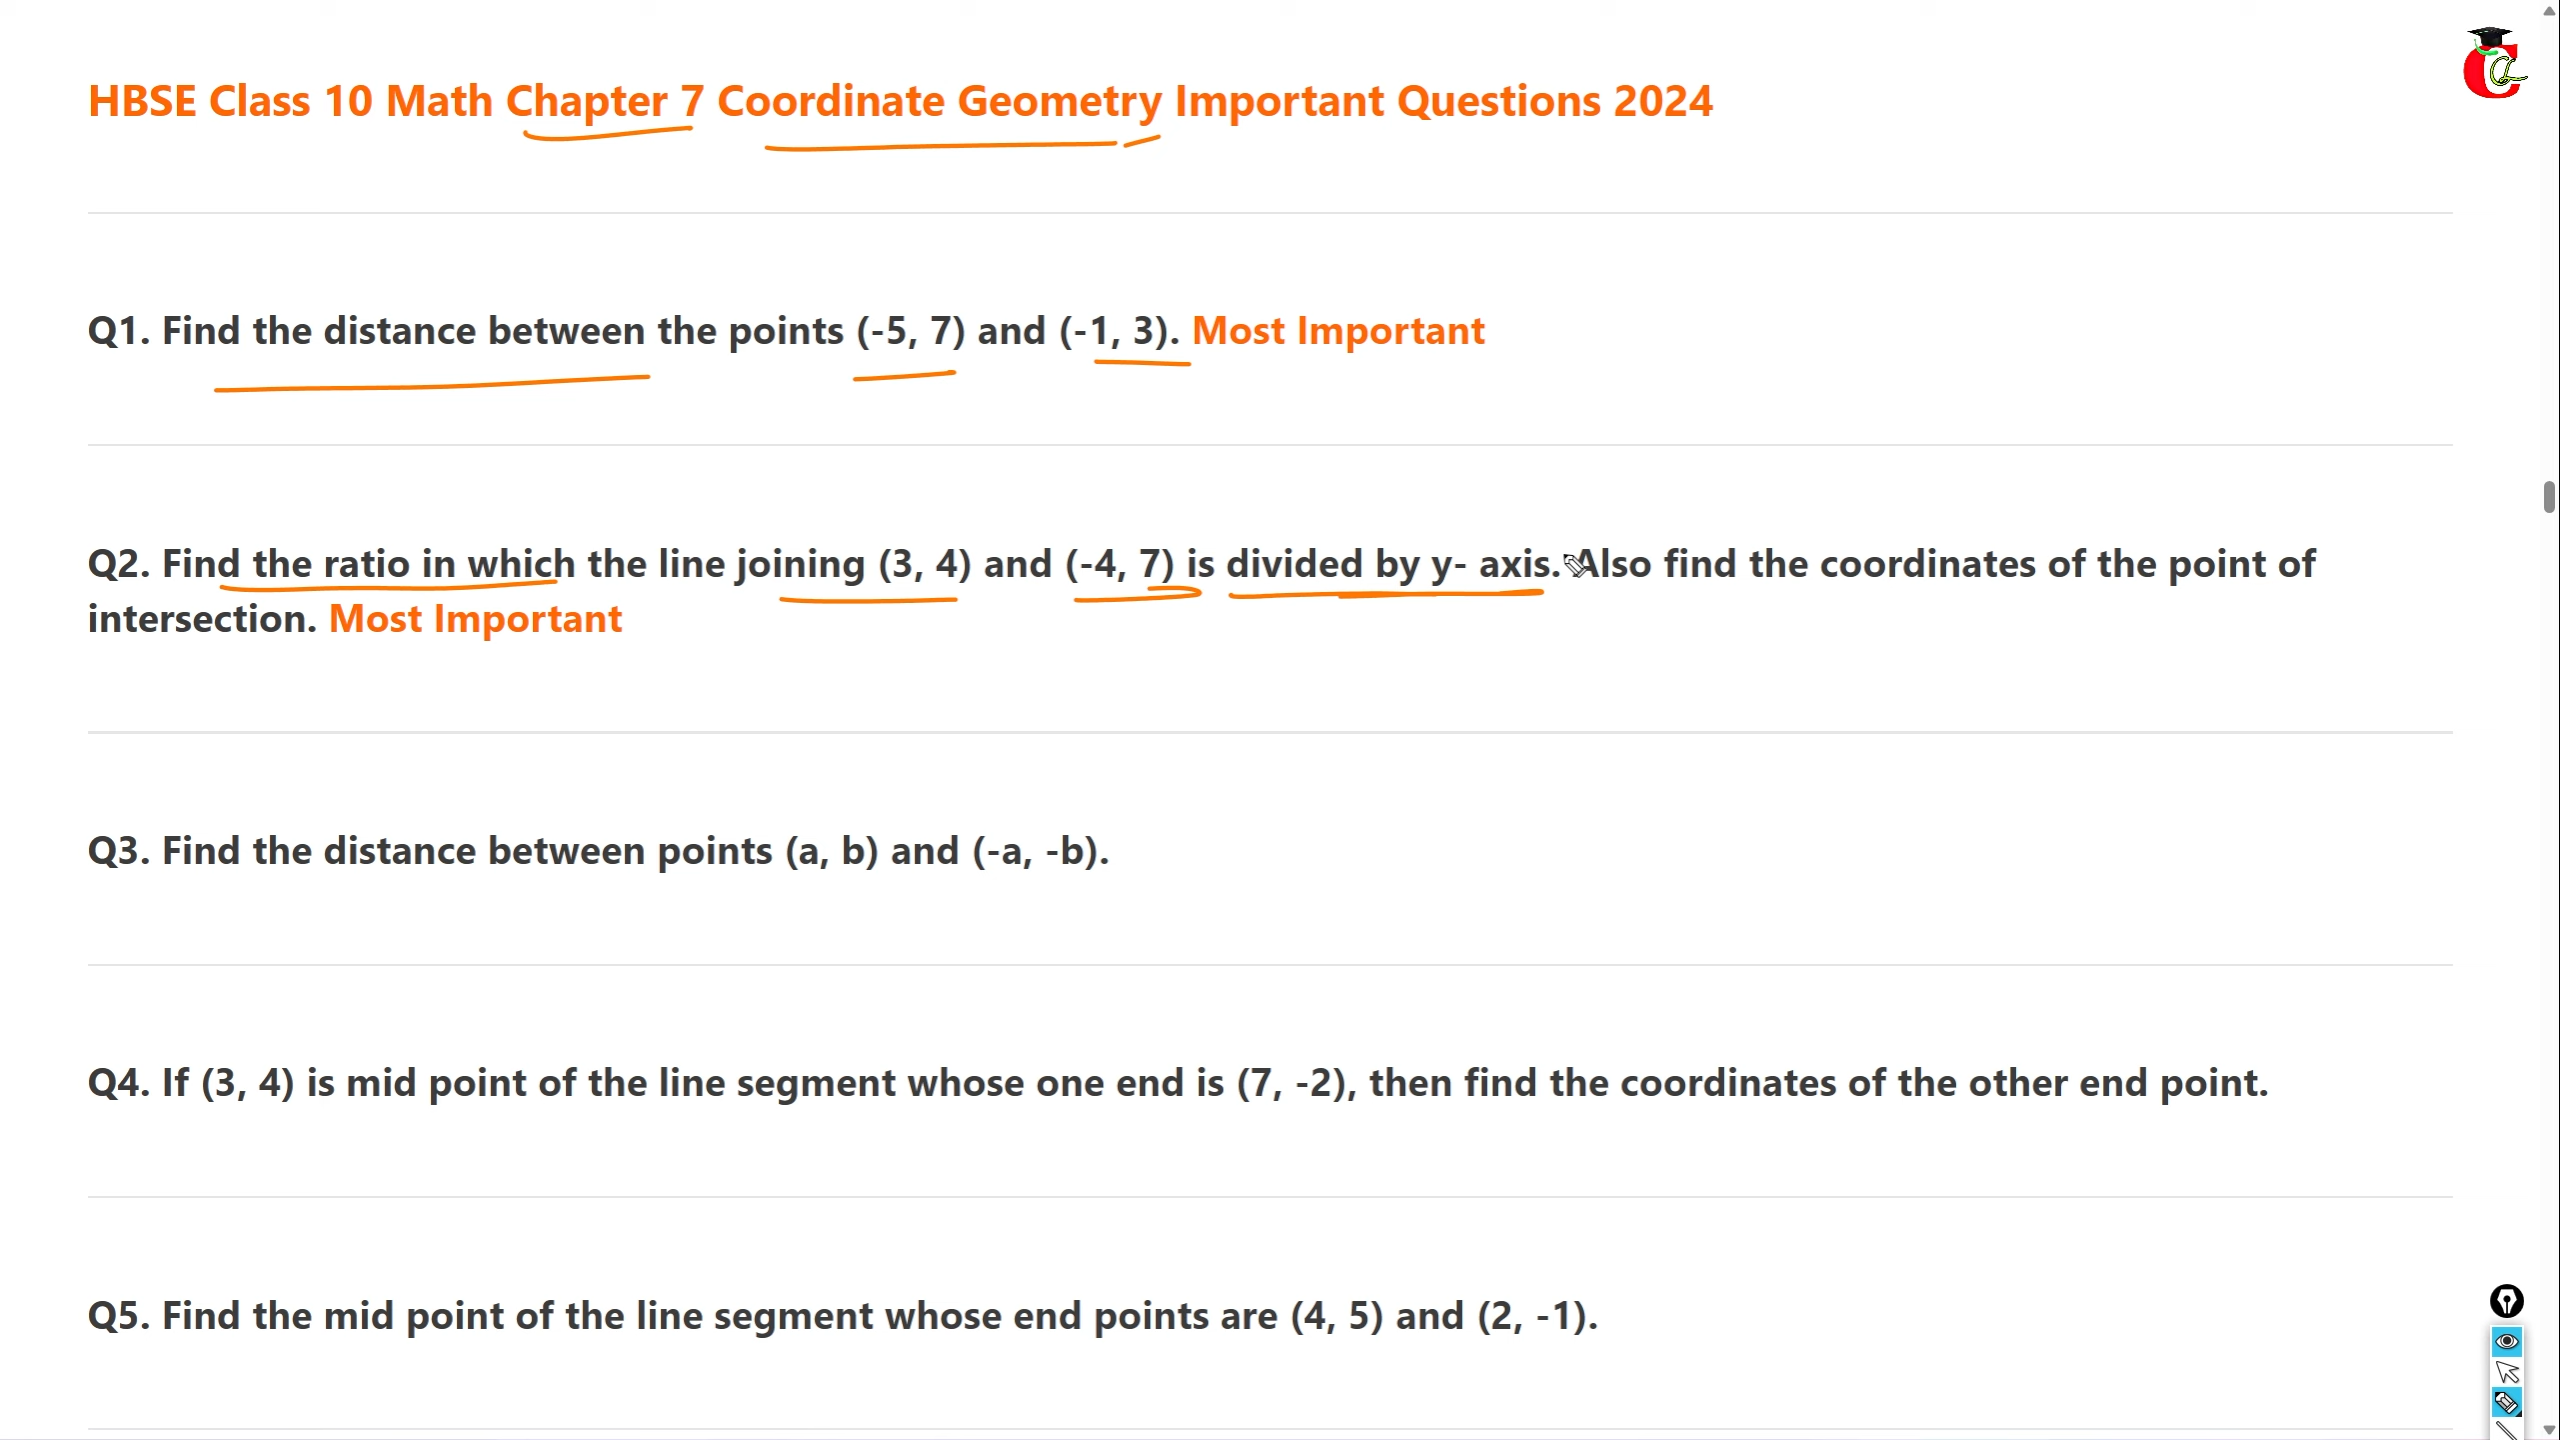 HBSE Class 10 Math Chapter 7 Coordinate Geometry Important Questions 2024
Q1. Find the distance between the points (-5, 7) and (-1, 3). Most Important
Q2. Find the ratio in which the line joining (3, 4) and (-4, 7) is divided by y- axis. Also find the coordinates of the point of
intersection. Most Important
Q3. Find the distance between points (a, b) and (-a, -b).
Q4. If (3, 4) is mid point of the line segment whose one end is (7, -2), then find the coordinates of the other end point.
Q5. Find the mid point of the line segment whose end points are (4, 5) and (2, -1).